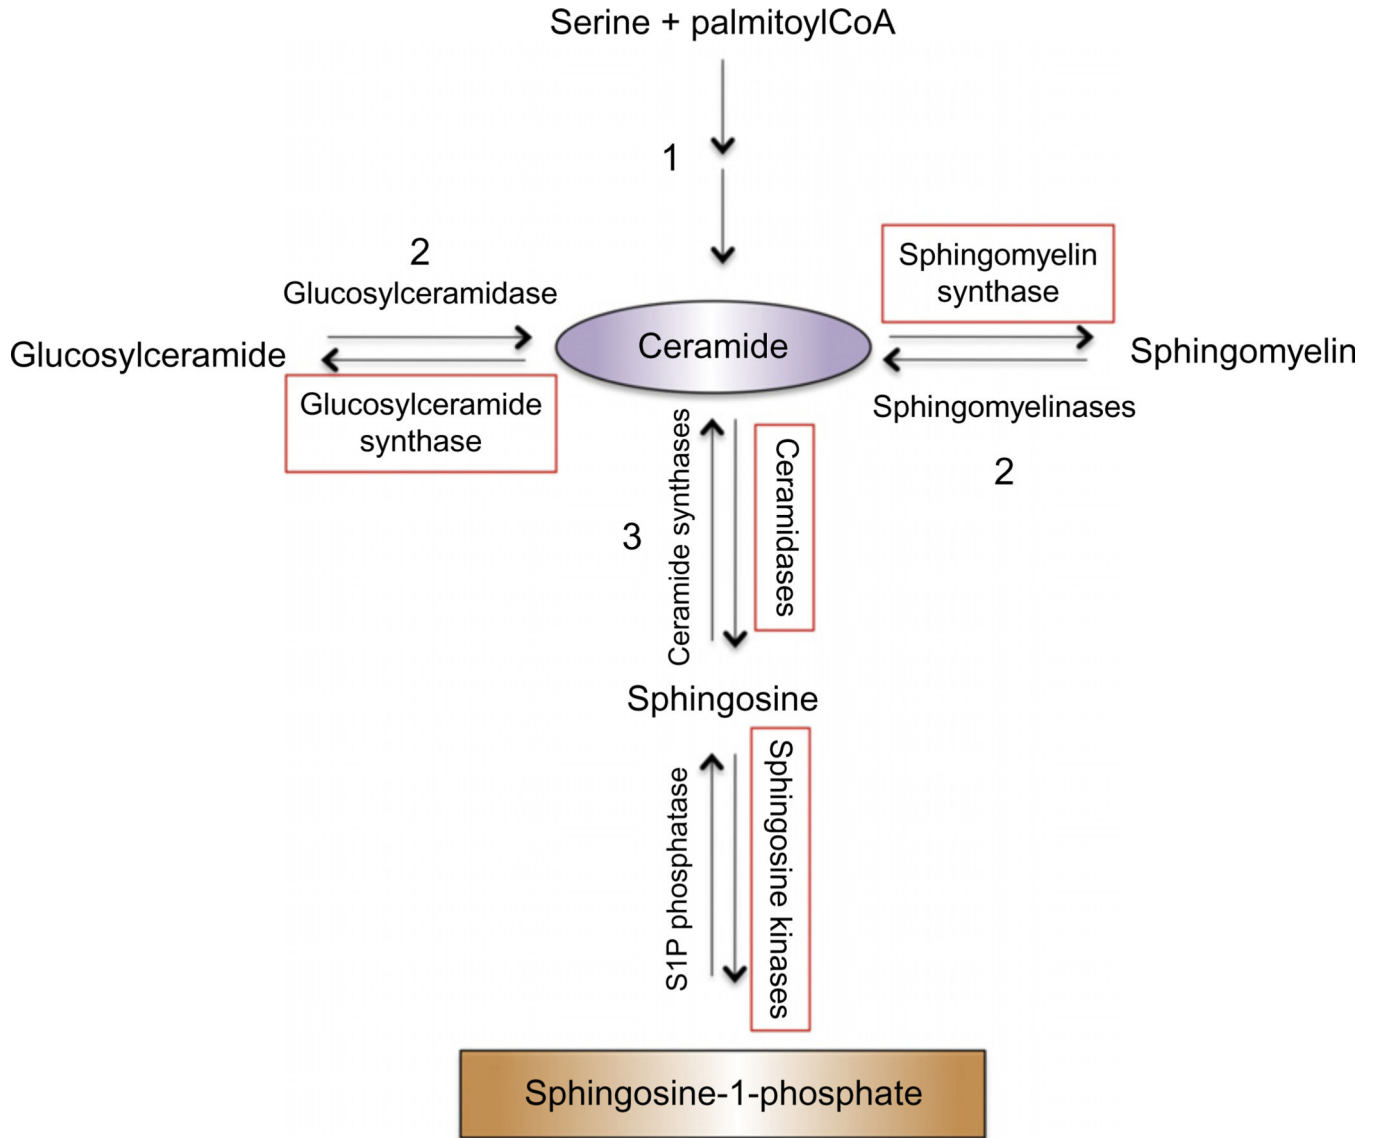 Serine + palmitoylCoA
1
2
Glucosylceramidase
Sphingomyelin
synthase
Glucosylceramide
Ceramide
Sphingomyelin
Glucosylceramide
synthase
Sphingomyelinases
2
3
Ceramide synthases
Ceramidases
Sphingosine
S1P phosphatase
Sphingosine kinases
Sphingosine-1-phosphate